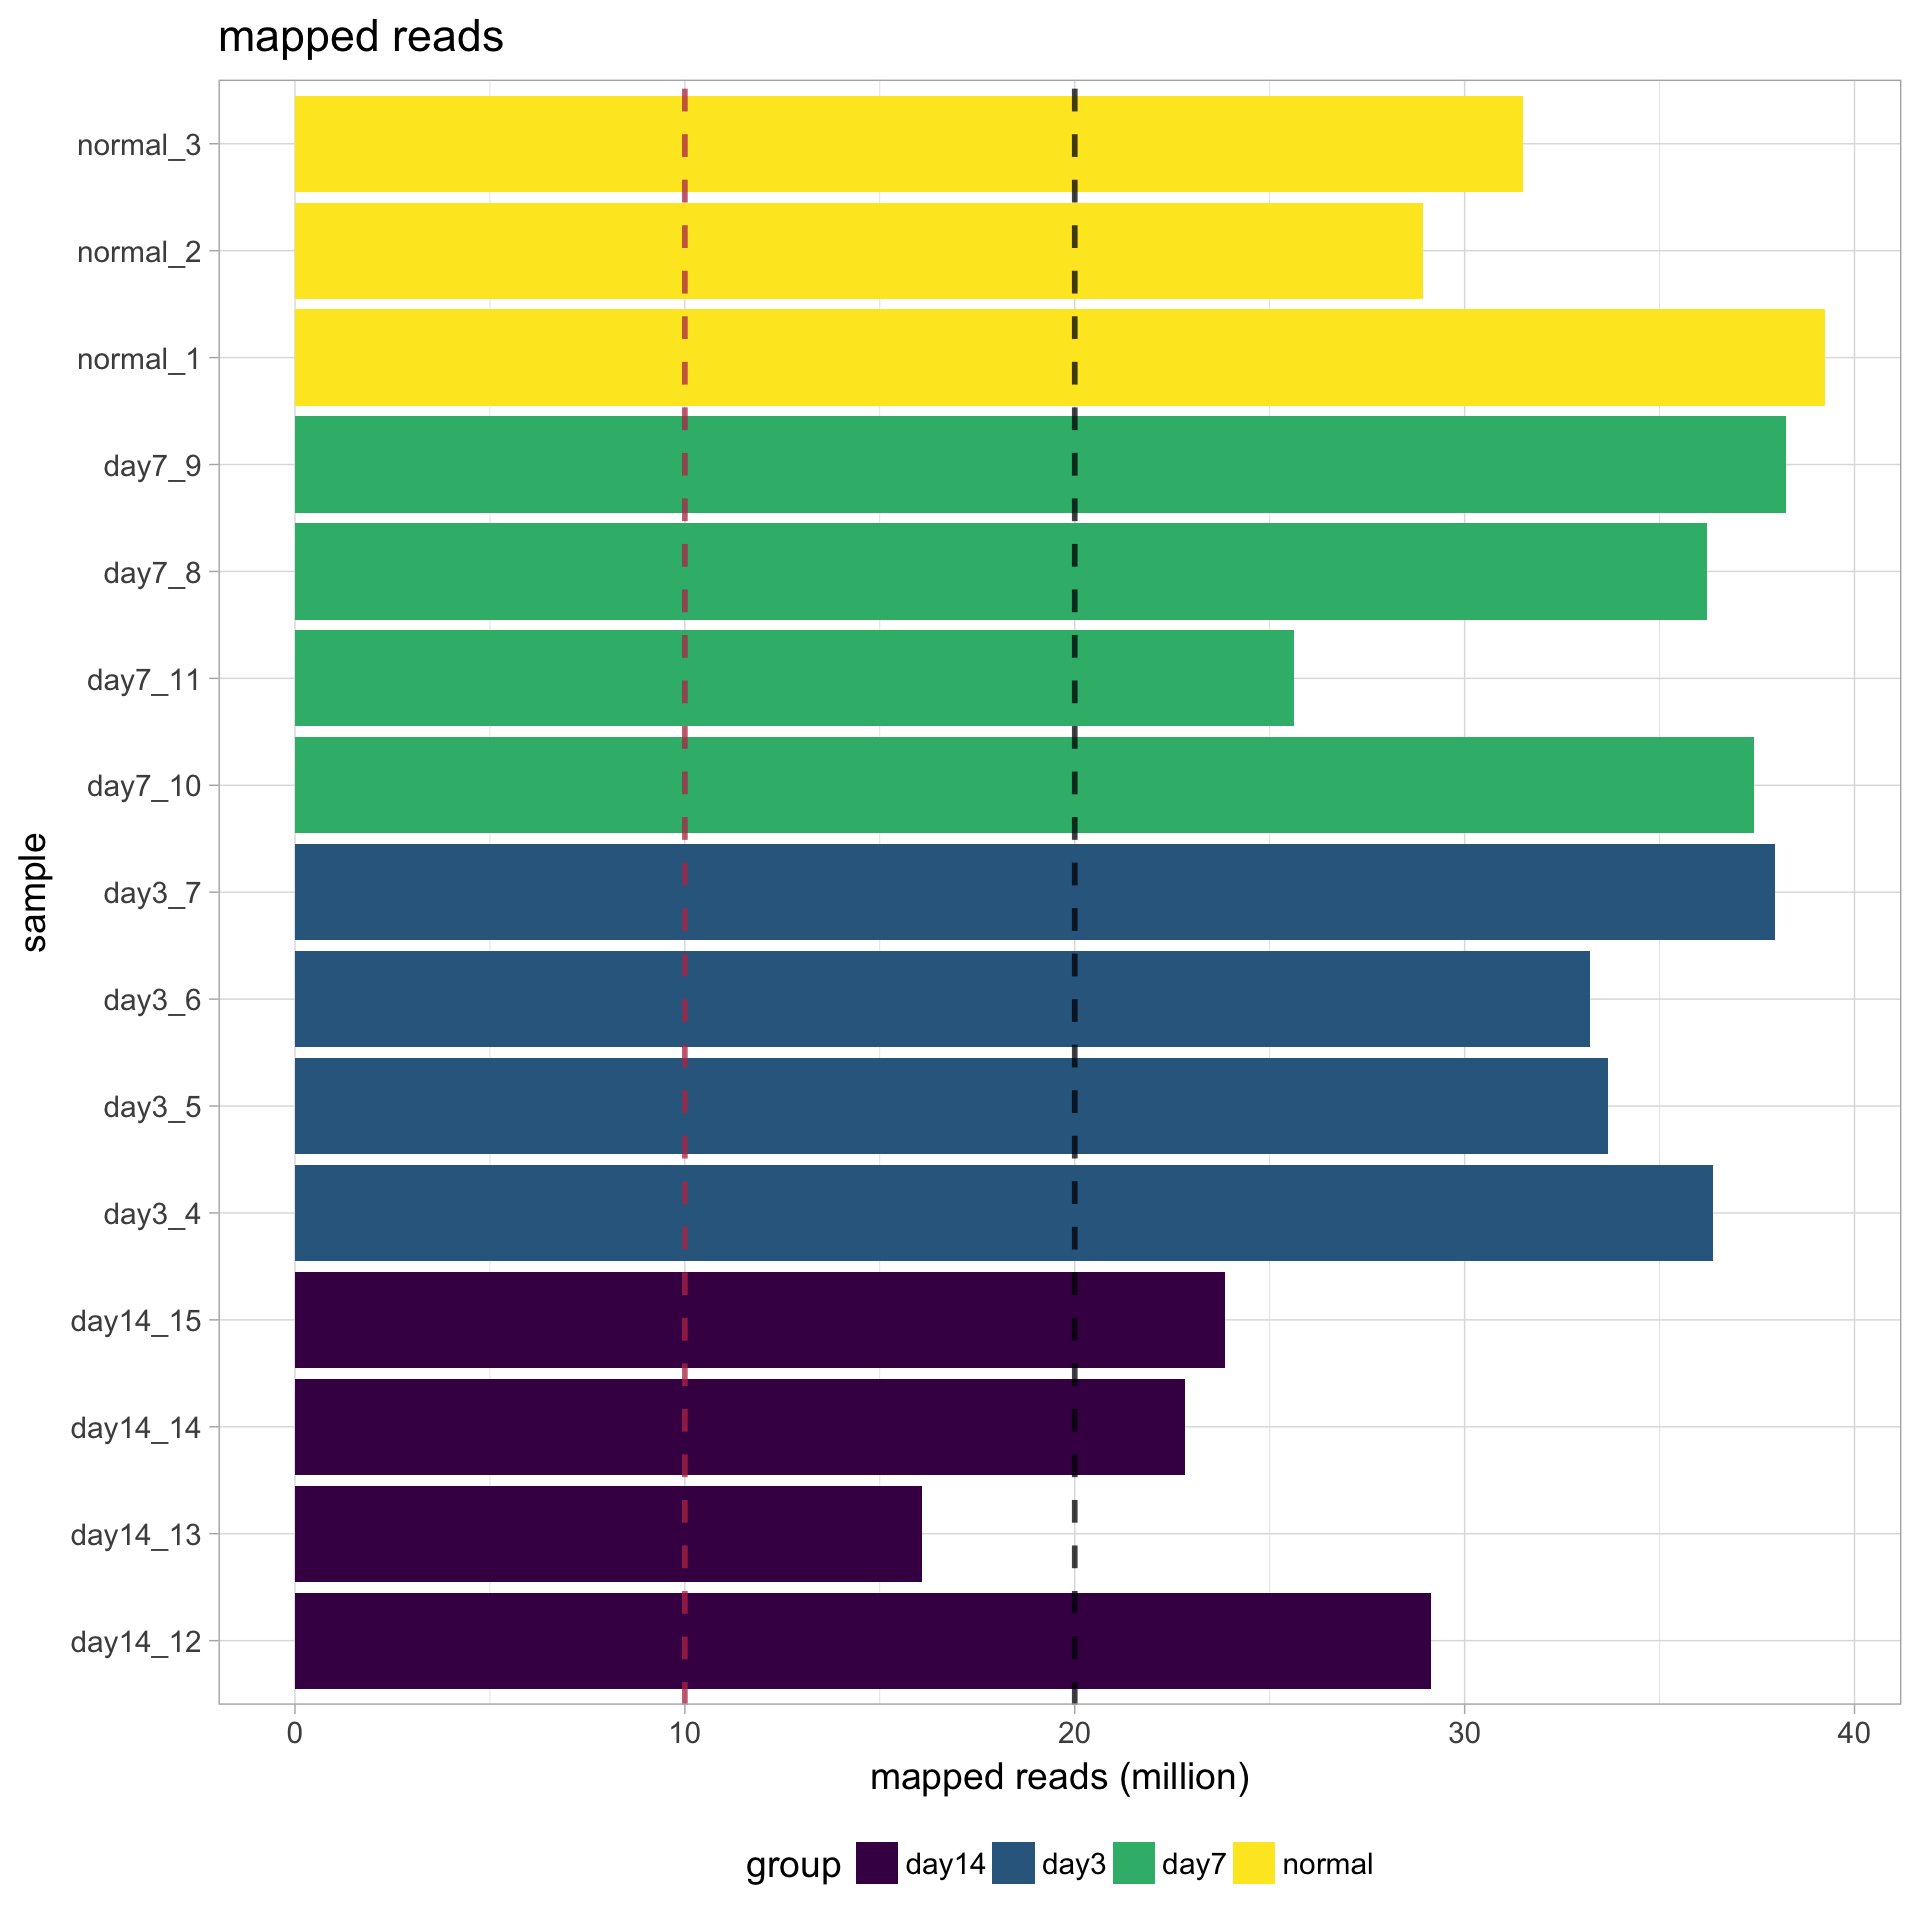 mapped reads
normal_3
normal_2
normal_1
day7_9
day7_8
day7_11
day7_10
day3_7
day3_6
day3_5
day3_4
day14_15
day14_14
day14_13
day14_12
sample
0 10 20 30 40
mapped reads (million)
group day14 day3 day7 normal